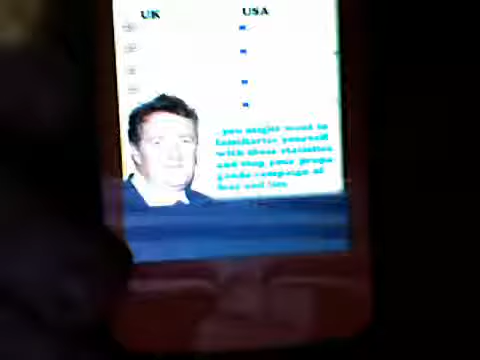 UK USA
you might want to
familiarize yourself
with these statistics
and stop your propa
ganda campaign of
fear and lies